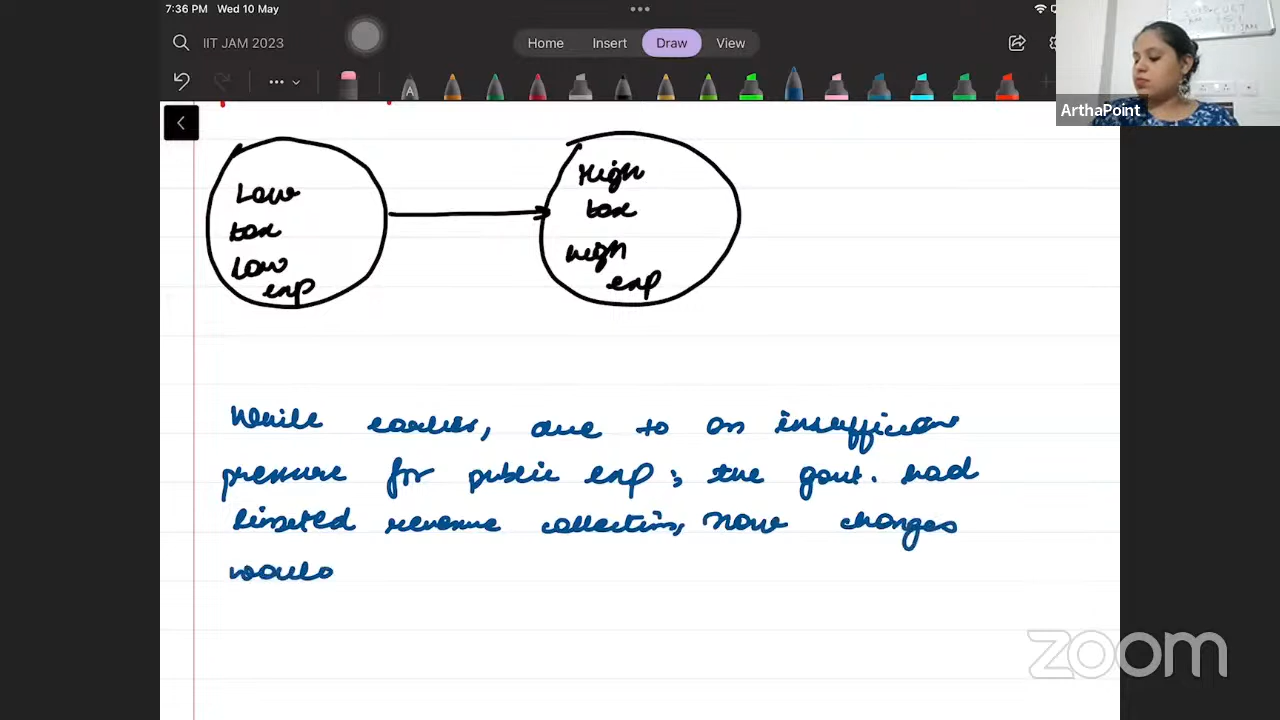 7:36 PM Wed 10 May
IIT JAM 2023
Home Insert Draw View
ArthaPoint
Low
tax
Low
exp
High
tax
High
exp
While earlier, due to an insufficient
pressure for public exp; the govt. had
limited revenue collection, now changes
would
zoom